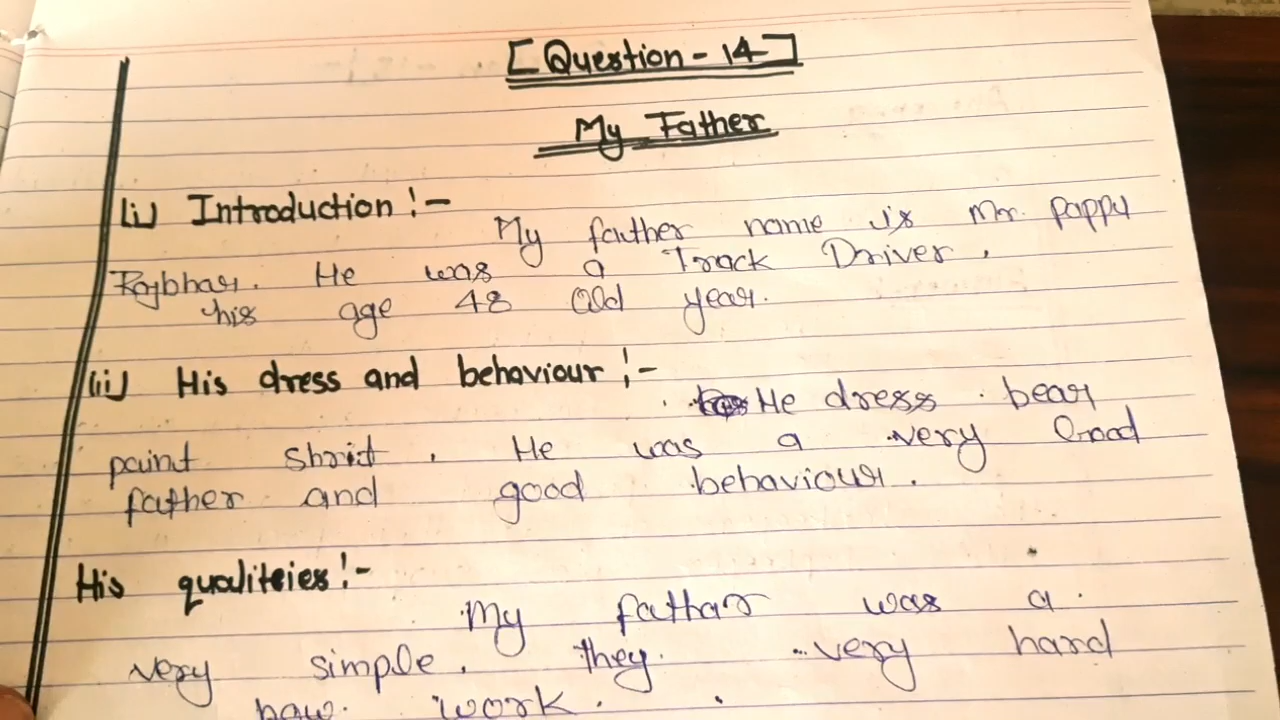 [Question - 14]
My Father
(i) Introduction :-
My father name is Mr. Pappu
Rajbhar. He was a Track Driver.
his age 48 old year.
(ii) His dress and behaviour :-
He dress bear
paint shrit. He was a very Good
father and good behaviour.
His qualiteies :-
My fathar was a
very simple. they very hard
work.